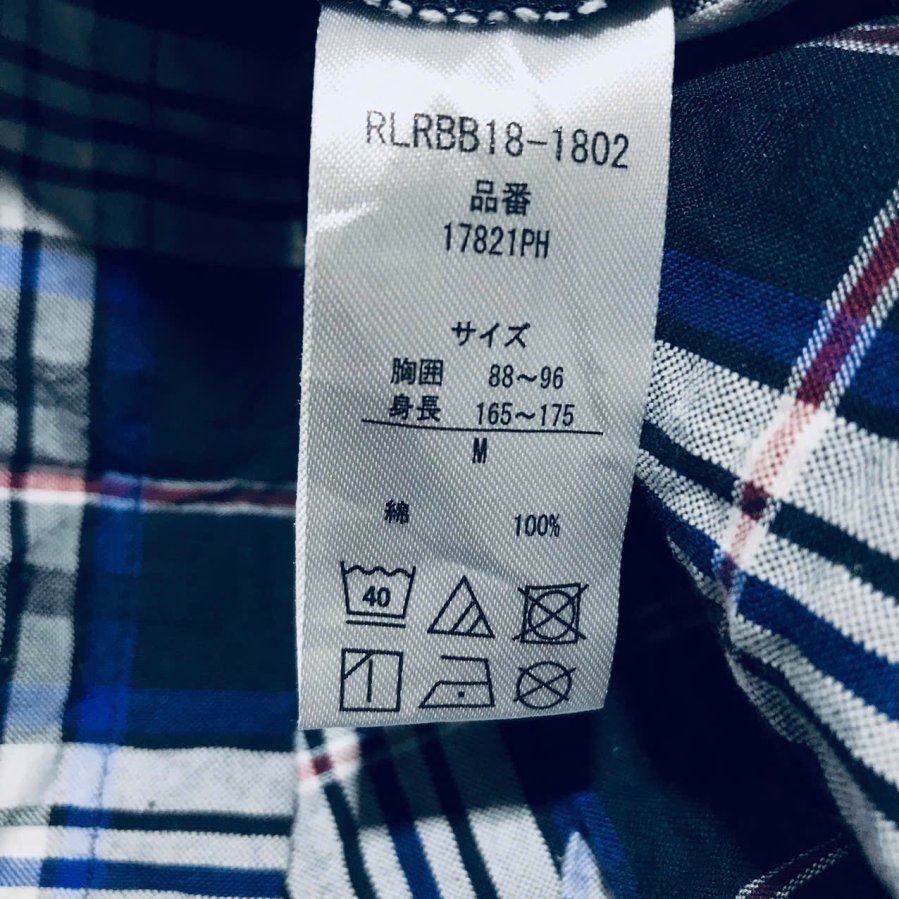 RLRBB18-1802
品番
17821PH
サイズ
胸囲 88～96
身長 165～175
M
綿 100%
40